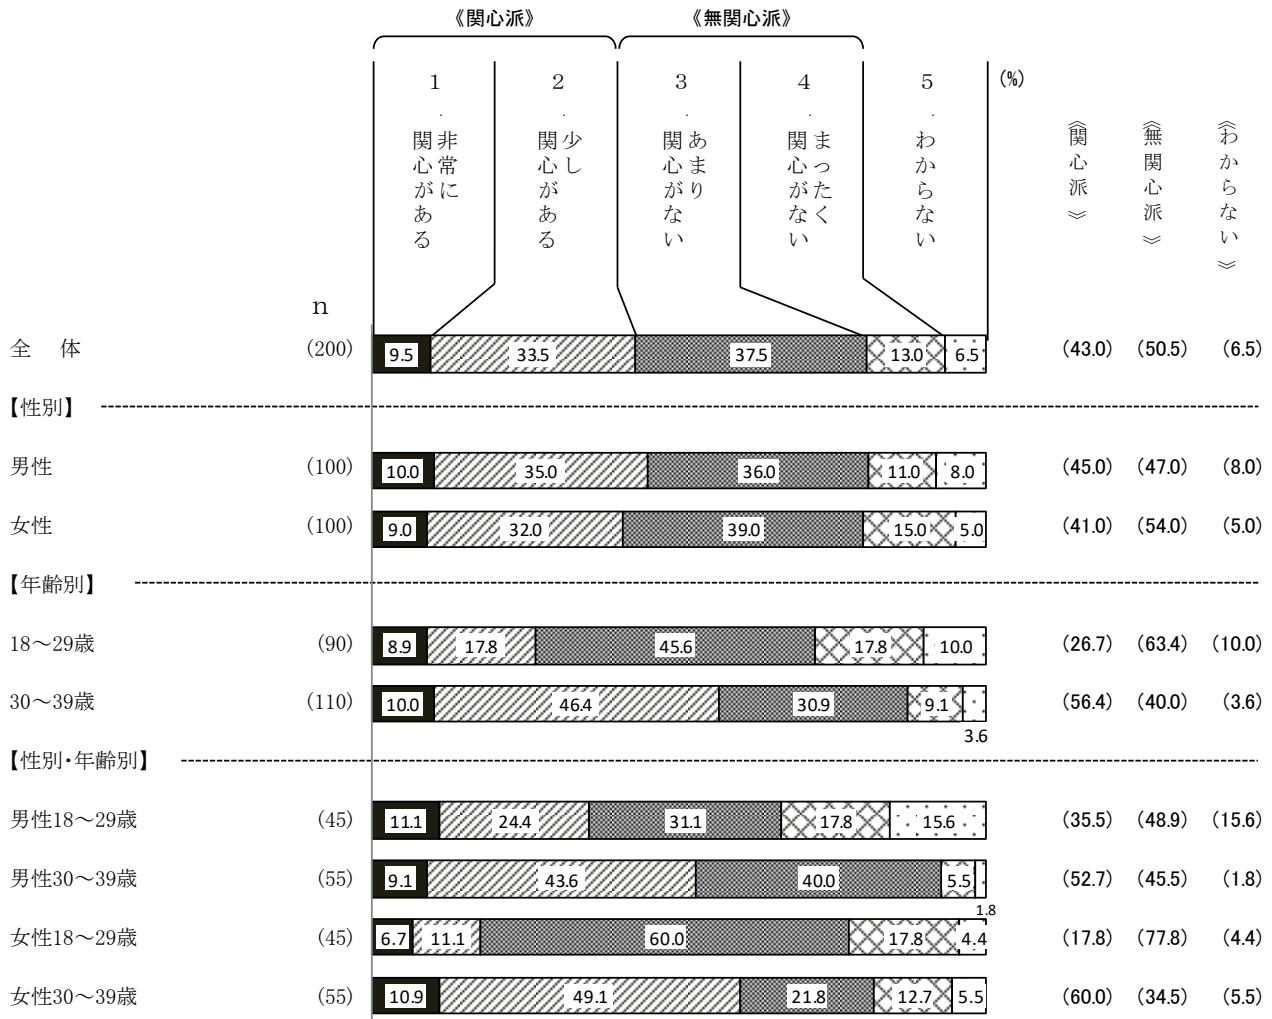 《関心派》 《無関心派》
1.非常に関心がある
2.少し関心がある
3.あまり関心がない
4.まったく関心がない
5.わからない
(%)
《関心派》
《無関心派》
《わからない》
n
全 体 (200) 9.5 33.5 37.5 13.0 6.5 (43.0) (50.5) (6.5)
【性別】
男性 (100) 10.0 35.0 36.0 11.0 8.0 (45.0) (47.0) (8.0)
女性 (100) 9.0 32.0 39.0 15.0 5.0 (41.0) (54.0) (5.0)
【年齢別】
18～29歳 (90) 8.9 17.8 45.6 17.8 10.0 (26.7) (63.4) (10.0)
30～39歳 (110) 10.0 46.4 30.9 9.1 3.6 (56.4) (40.0) (3.6)
【性別・年齢別】
男性18～29歳 (45) 11.1 24.4 31.1 17.8 15.6 (35.5) (48.9) (15.6)
男性30～39歳 (55) 9.1 43.6 40.0 5.5 1.8 (52.7) (45.5) (1.8)
女性18～29歳 (45) 6.7 11.1 60.0 17.8 4.4 (17.8) (77.8) (4.4)
女性30～39歳 (55) 10.9 49.1 21.8 12.7 5.5 (60.0) (34.5) (5.5)